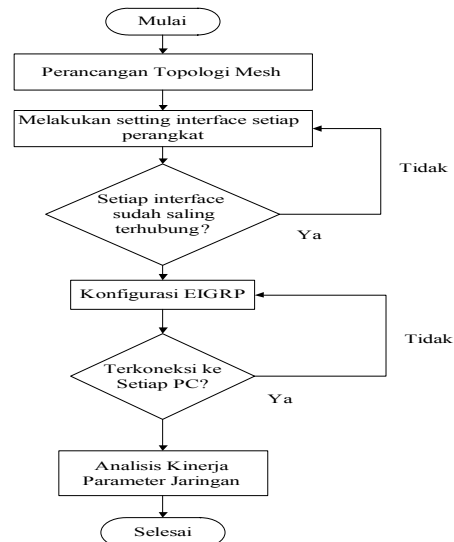 Mulai
Perancangan Topologi Mesh
Melakukan setting interface setiap
perangkat
Tidak
Setiap interface
sudah saling
terhubung?
Ya
Konfigurasi EIGRP
Tidak
Terkoneksi ke
Setiap PC?
Ya
Analisis Kinerja
Parameter Jaringan
Selesai